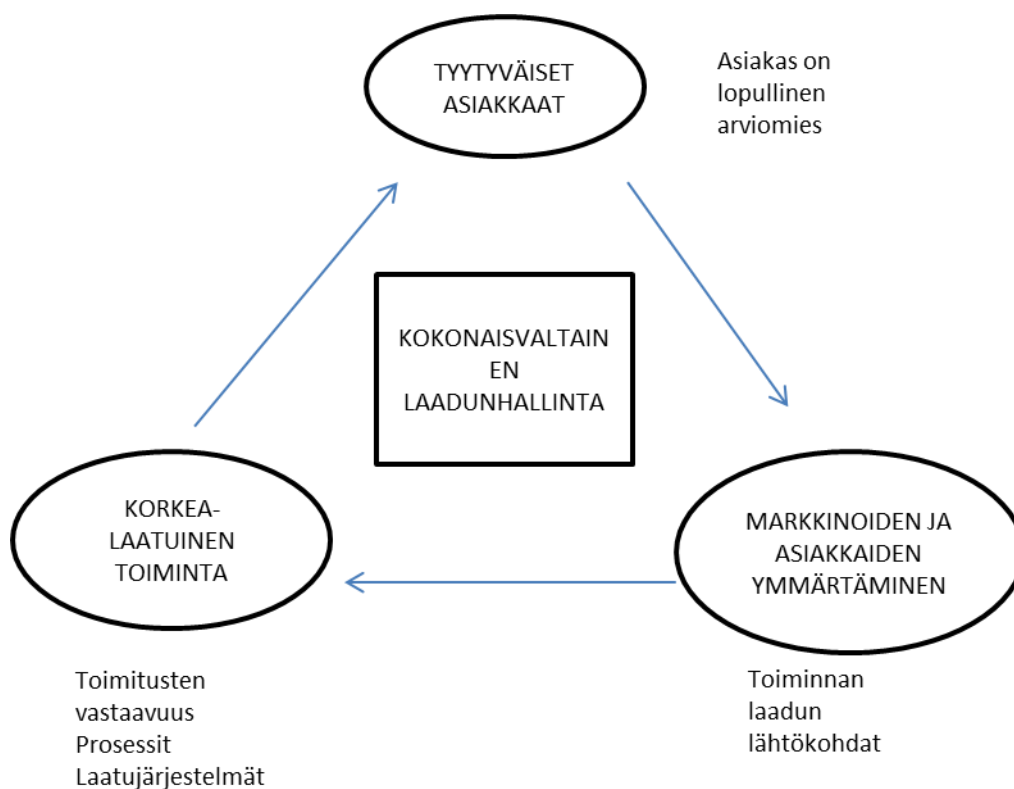 TYYTYVÄISET
ASIAKKAAT
Asiakas on
lopullinen
arviomies
KOKONAISVALTAIN
EN
LAADUNHALLINTA
KORKEA-
LAATUINEN
TOIMINTA
MARKKINOIDEN JA
ASIAKKAIDEN
YMMÄRTÄMINEN
Toimitusten
vastaavuus
Prosessit
Laatujärjestelmät
Toiminnan
laadun
lähtökohdat